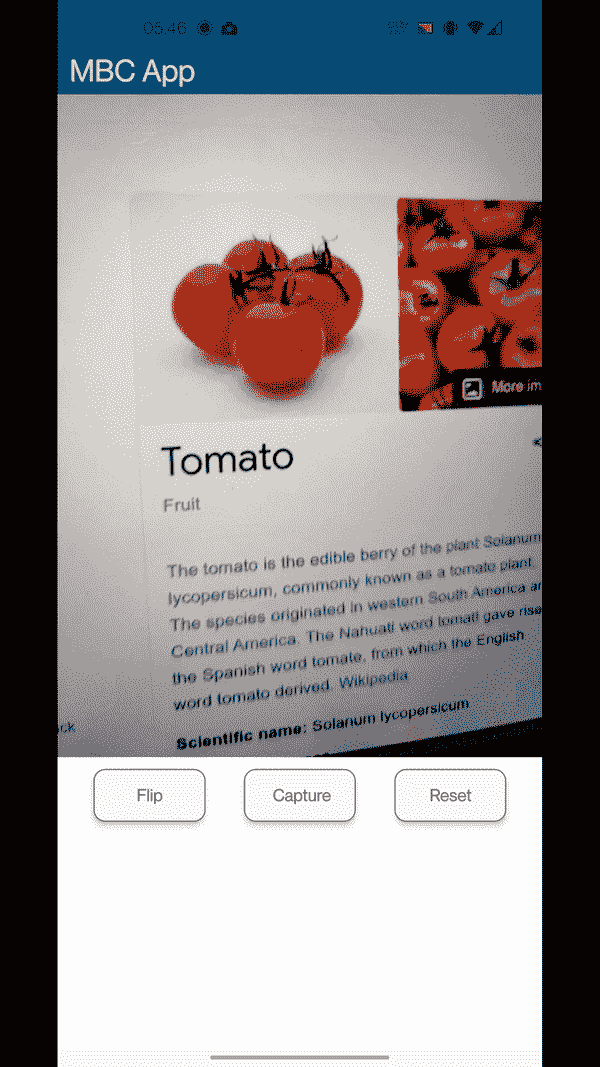 05.46
MBC App
More im
Tomato
Fruit
The tomato is the edible berry of the plant Solanum
lycopersicum, commonly known as a tomato plant.
The species originated in western South America an
Central America. The Nahuatl word tomatl gave rise
the Spanish word tomate, from which the English
word tomato derived. Wikipedia
Scientific name: Solanum lycopersicum
ack
Flip
Capture
Reset